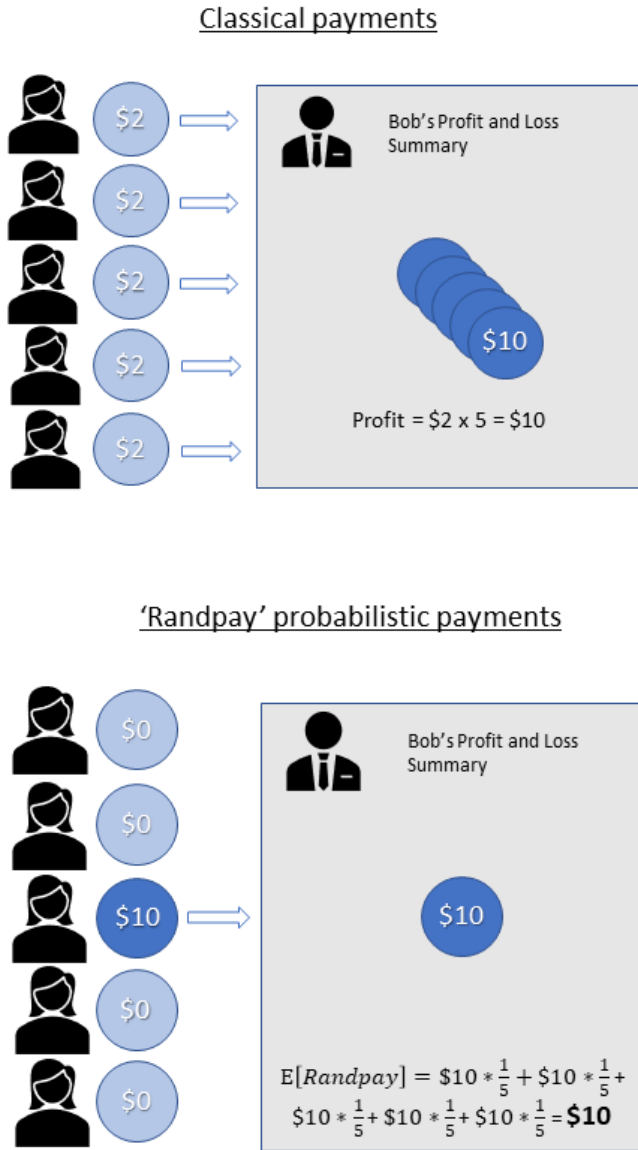 Classical payments
$2
Bob's Profit and Loss
Summary
$2
$2
$10
$2
Profit = $2 x 5 = $10
$2
'Randpay' probabilistic payments
$0
Bob's Profit and Loss
Summary
$0
$10
$10
$0
E[Randpay] = $10 * 1/5 + $10 * 1/5 +
$10 * 1/5 + $10 * 1/5 + $10 * 1/5 = $10
$0